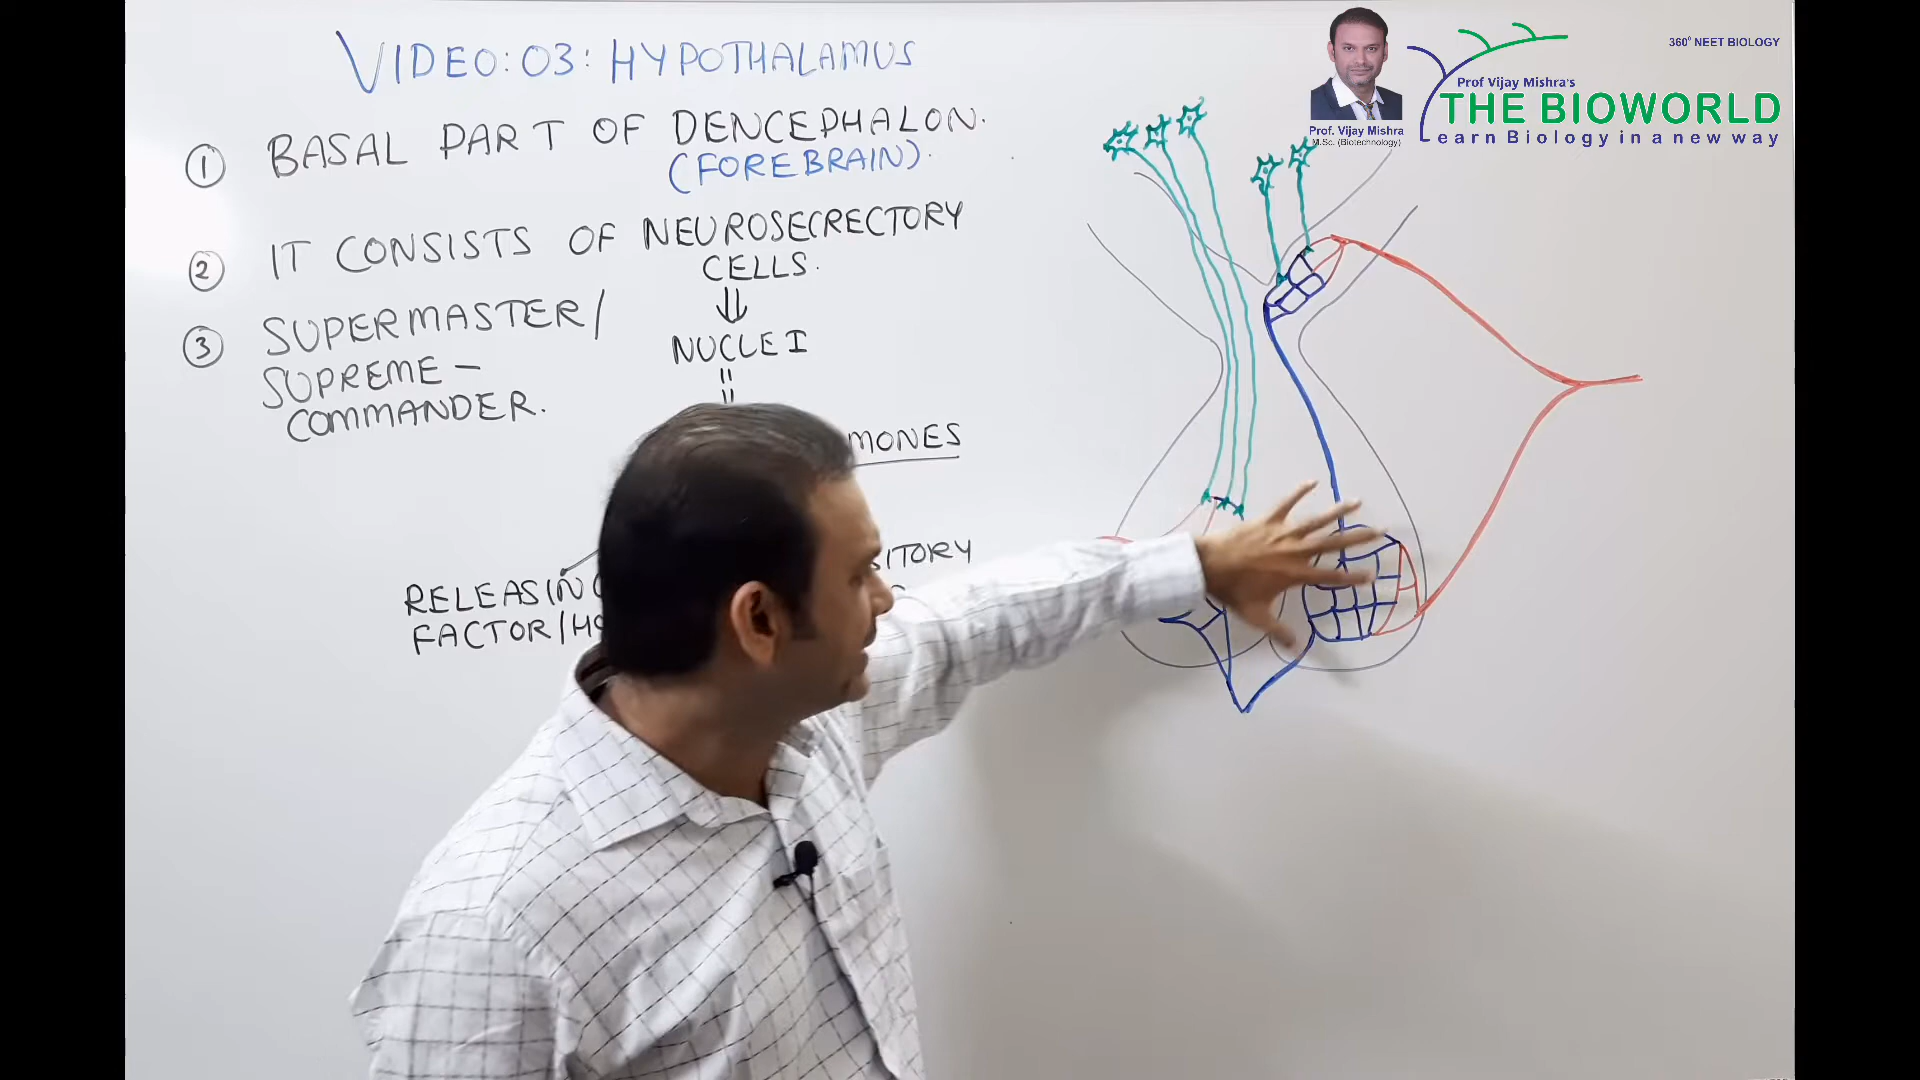 VIDEO: 03: HYPOTHALAMUS
① BASAL PART OF DENCEPHALON.
(FOREBRAIN).
② IT CONSISTS OF NEUROSECRECTORY
CELLS.
NUCLEI
MONES
③ SUPERMASTER/
SUPREME-
COMMANDER.
RELEASING
FACTOR/HO
ITORY
360° NEET BIOLOGY
Prof Vijay Mishra's
THE BIOWORLD
Learn Biology in a new way
Prof. Vijay Mishra
M.Sc. (Biotechnology)